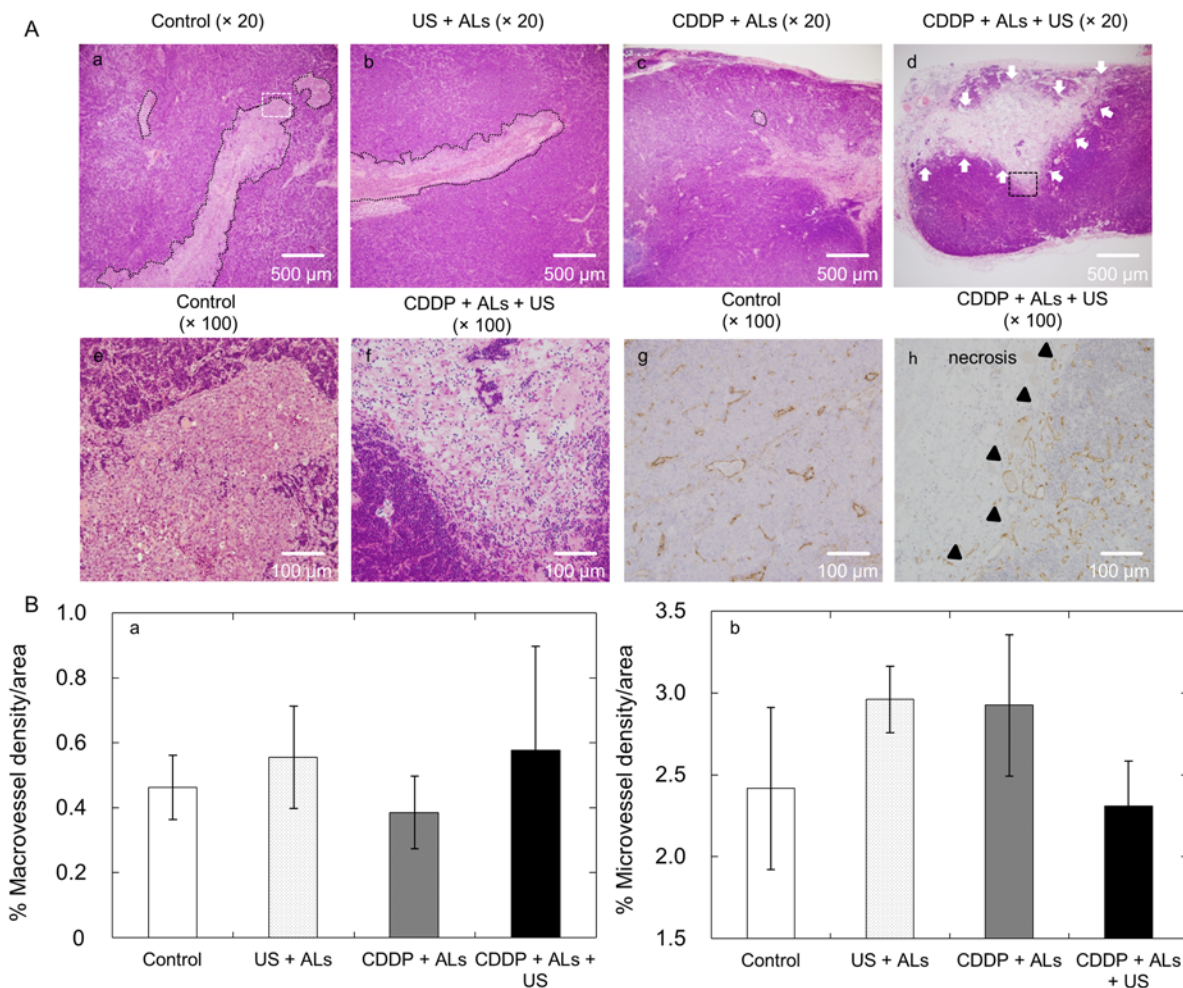 A
Control (× 20)
US + ALs (× 20)
CDDP + ALs (× 20)
CDDP + ALs + US (× 20)
a
b
c
d
500 µm
500 µm
500 µm
500 µm
Control
(× 100)
CDDP + ALs + US
(× 100)
Control
(× 100)
CDDP + ALs + US
(× 100)
e
f
g
h
necrosis
100 µm
100 µm
100 µm
100 µm
B
a
% Macrovessel density/area
1.0
0.8
0.6
0.4
0.2
0
Control
US + ALs
CDDP + ALs
CDDP + ALs +
US
b
% Microvessel density/area
3.5
3.0
2.5
2.0
1.5
Control
US + ALs
CDDP + ALs
CDDP + ALs
+ US